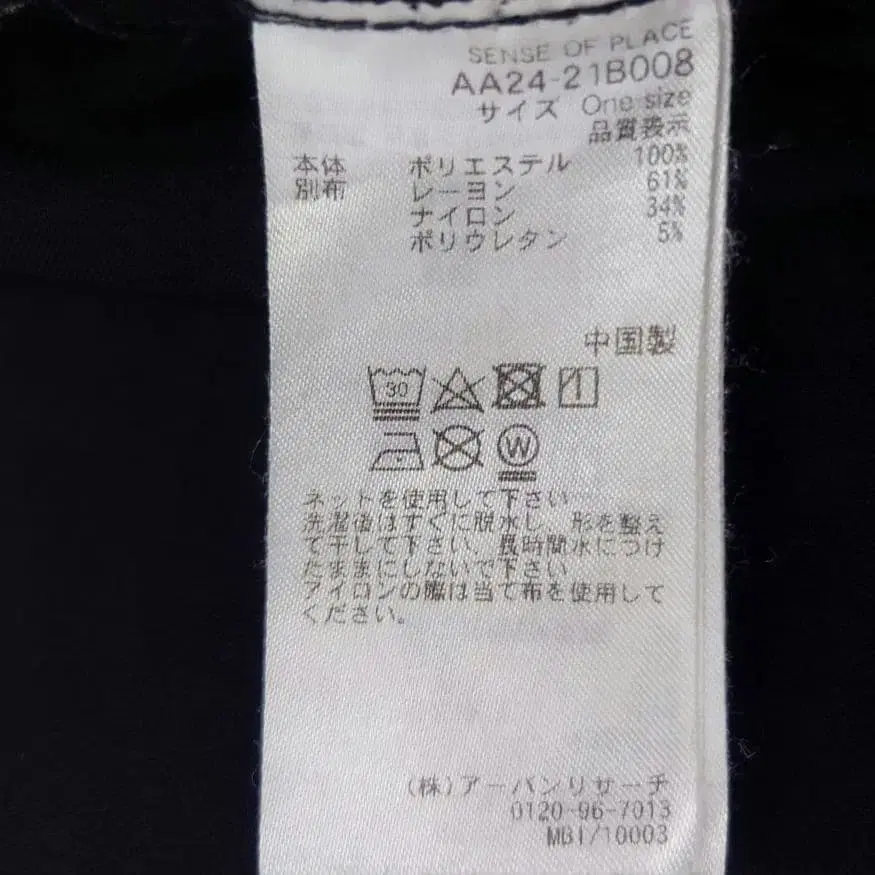 SENSE OF PLACE
AA24-21B008
サイズ One size
品質表示
本体 ポリエステル 100%
別布 レーヨン 61%
ナイロン 34%
ポリウレタン 5%
中国製
30
W
ネットを使用して下さい
洗濯後はすぐに脱水し、形を整え
て干して下さい、長時間水につけ
たままにしないで下さい
アイロンの際は当て布を使用して
ください。
(株)アーバンリサーチ
0120-96-7013
MBI/10003